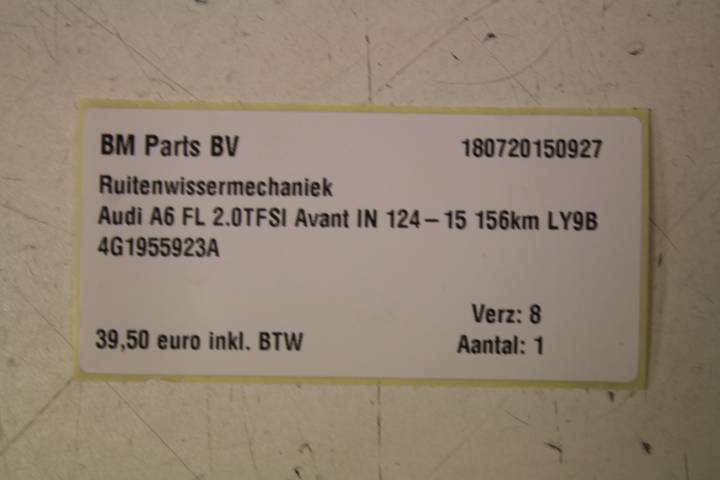 BM Parts BV 180720150927
Ruitenwissermechaniek
Audi A6 FL 2.0TFSI Avant IN 124-15 156km LY9B
4G1955923A
Verz: 8
39,50 euro inkl. BTW Aantal: 1